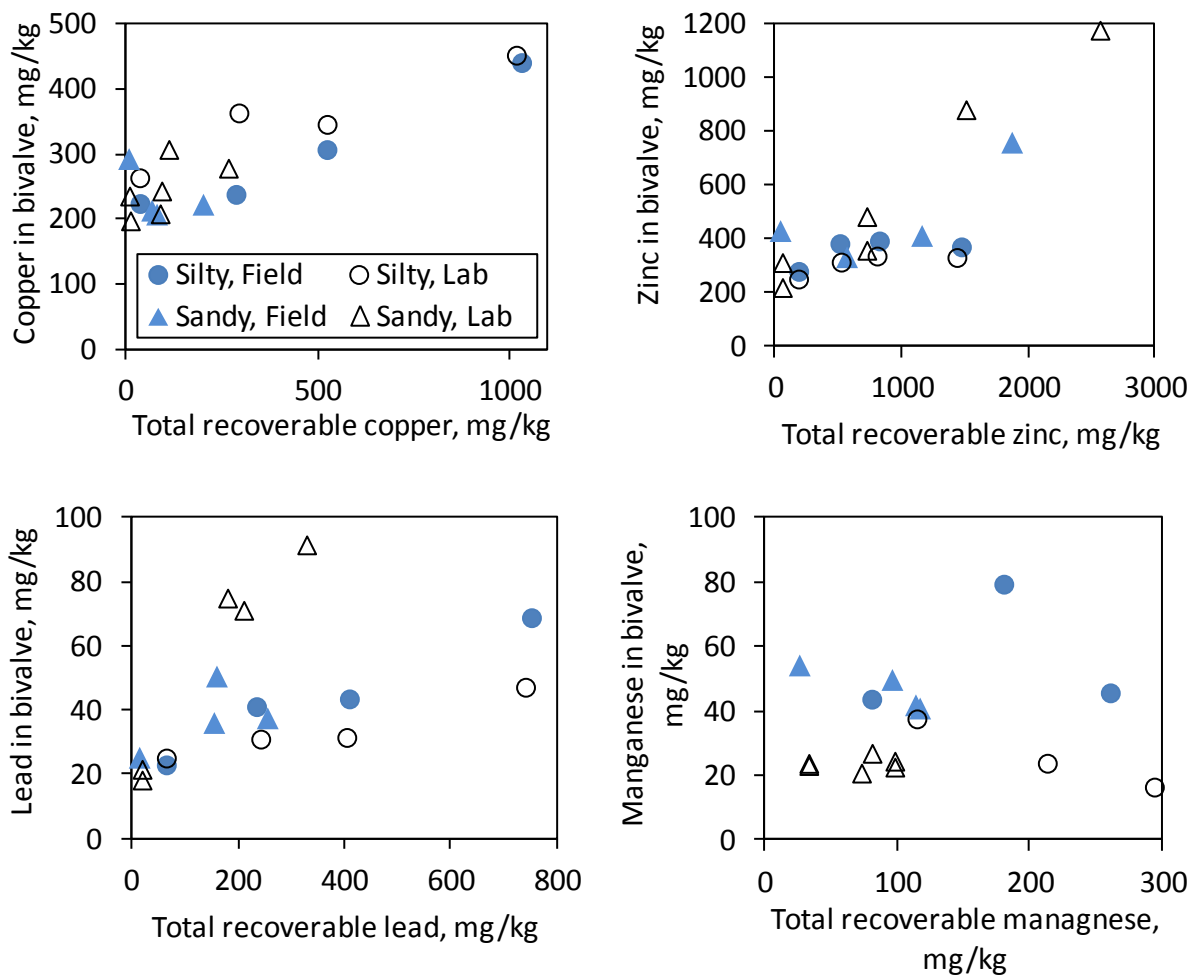 Copper in bivalve, mg/kg
500
400
300
200
100
0
Silty, Field
Silty, Lab
Sandy, Field
Sandy, Lab
0
500
1000
Total recoverable copper, mg/kg
Zinc in bivalve, mg/kg
1200
1000
800
600
400
200
0
0
1000
2000
3000
Total recoverable zinc, mg/kg
Lead in bivalve, mg/kg
100
80
60
40
20
0
0
200
400
600
800
Total recoverable lead, mg/kg
Manganese in bivalve,
mg/kg
100
80
60
40
20
0
0
100
200
300
Total recoverable managnese,
mg/kg